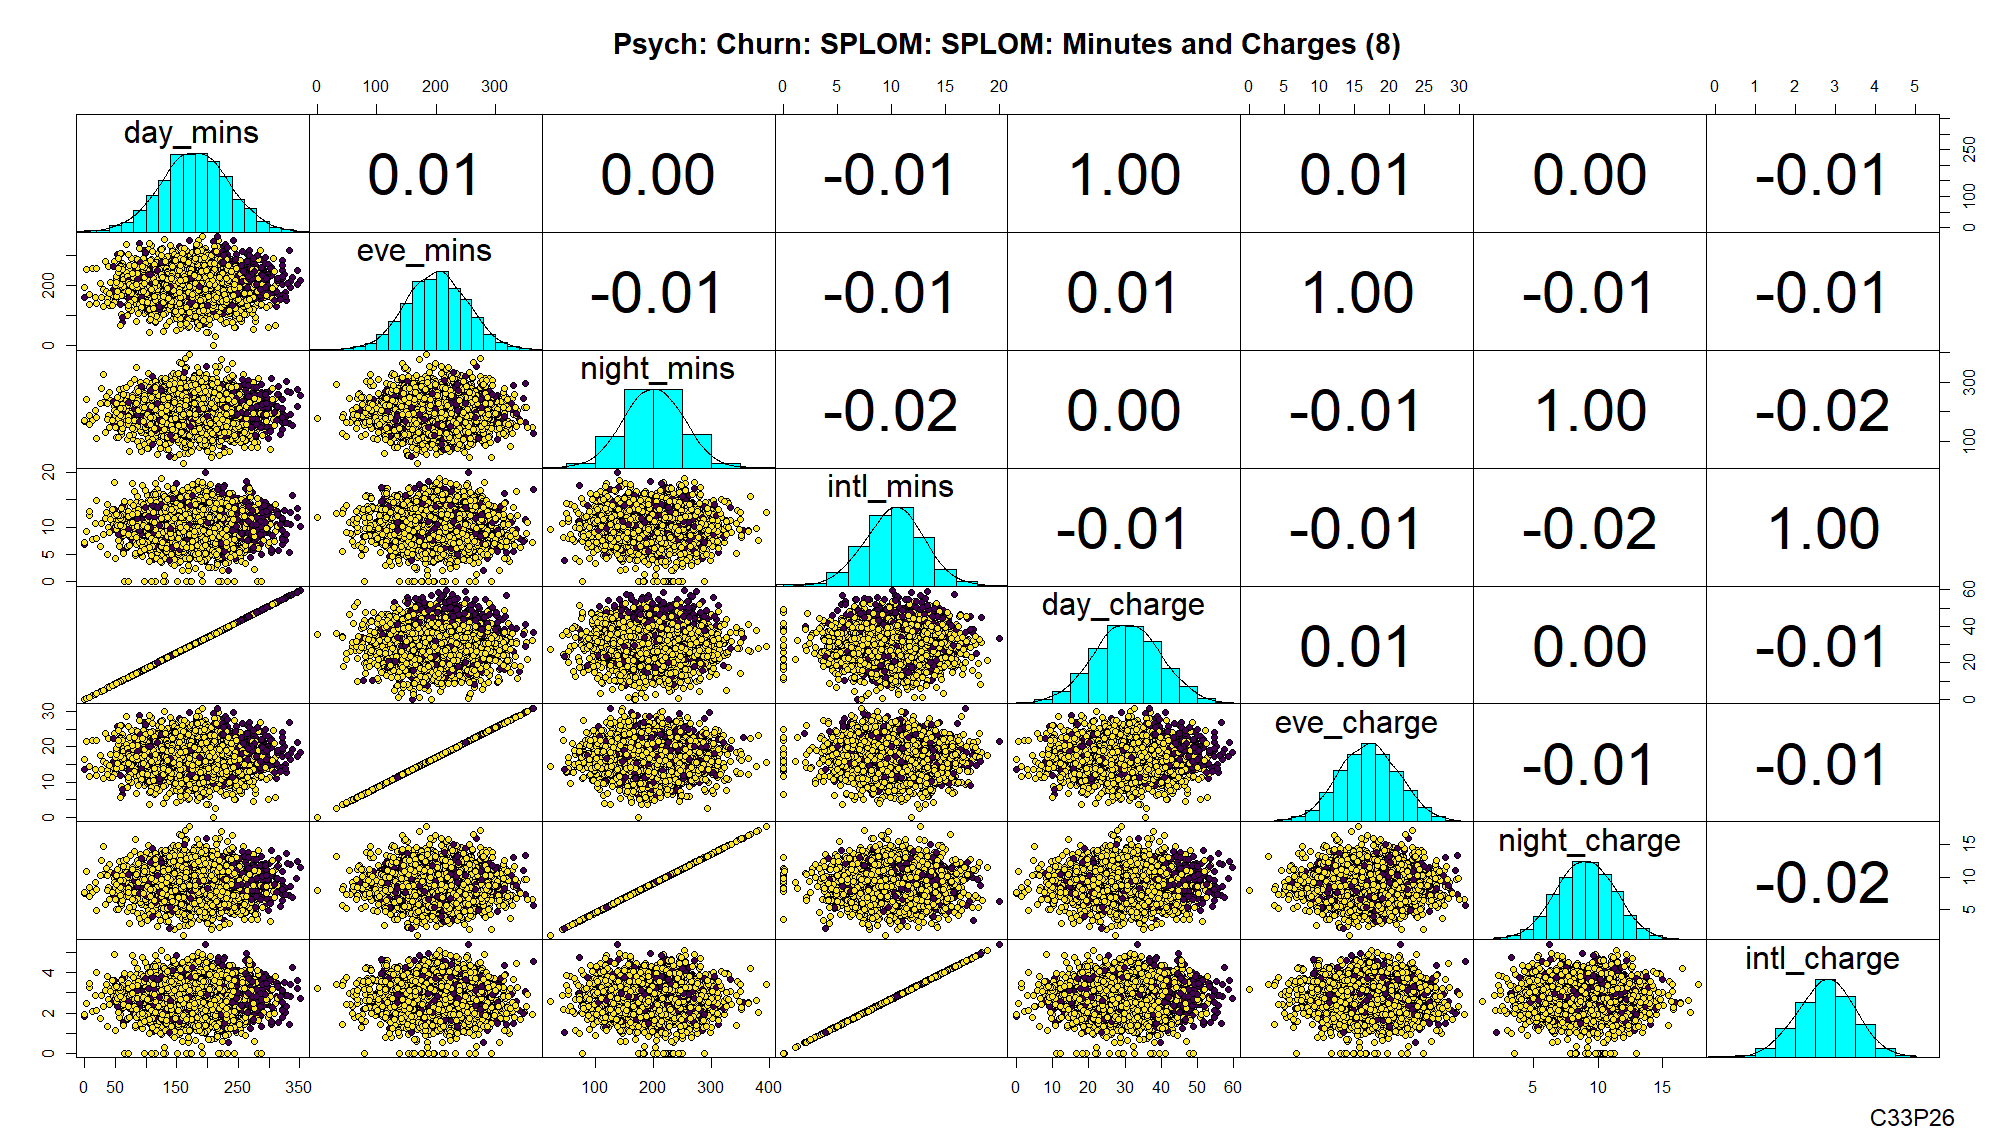 Psych: Churn: SPLOM: SPLOM: Minutes and Charges (8)
0 100 200 300 0 5 10 15 20 0 5 10 15 20 25 30 0 1 2 3 4 5
day_mins 0.01 0.00 -0.01 1.00 0.01 0.00 -0.01 0 100 250
0 200 eve_mins -0.01 -0.01 0.01 1.00 -0.01 -0.01
night_mins -0.02 0.00 -0.01 1.00 -0.02 100 300
0 5 10 20 intl_mins -0.01 -0.01 -0.02 1.00
day_charge 0.01 0.00 -0.01 0 20 40 60
0 10 20 30 eve_charge -0.01 -0.01
night_charge -0.02 5 10 15
0 2 4 intl_charge
0 50 150 250 350 100 200 300 400 0 10 20 30 40 50 60 5 10 15
C33P26